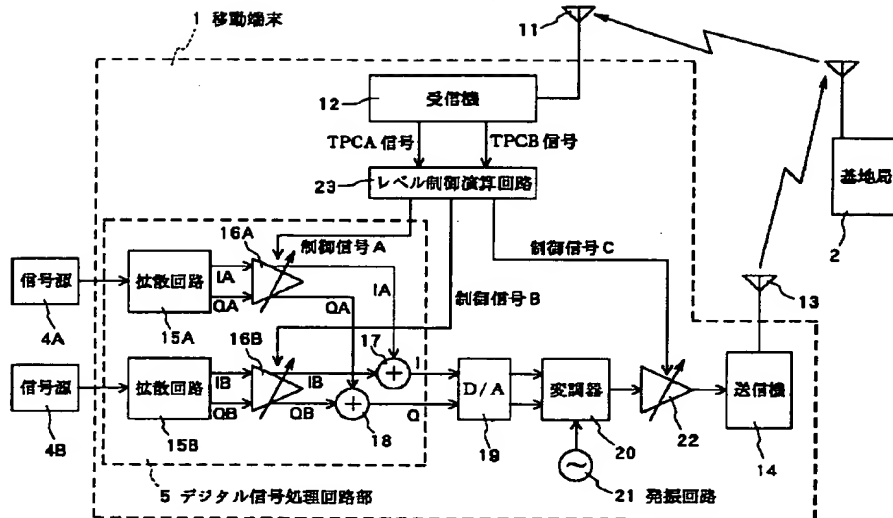 1 移動端末
11
12
受信機
TPCA 信号
TPCB 信号
23
レベル制御演算回路
基地局
2
16A
制御信号A
制御信号C
信号源
拡散回路
IA
QA
IA
QA
制御信号B
13
4A
15A
16B
17
信号源
拡散回路
IB
QB
IB
QB
I
Q
D/A
変調器
送信機
4B
15B
18
19
20
22
14
21 発振回路
5 デジタル信号処理回路部